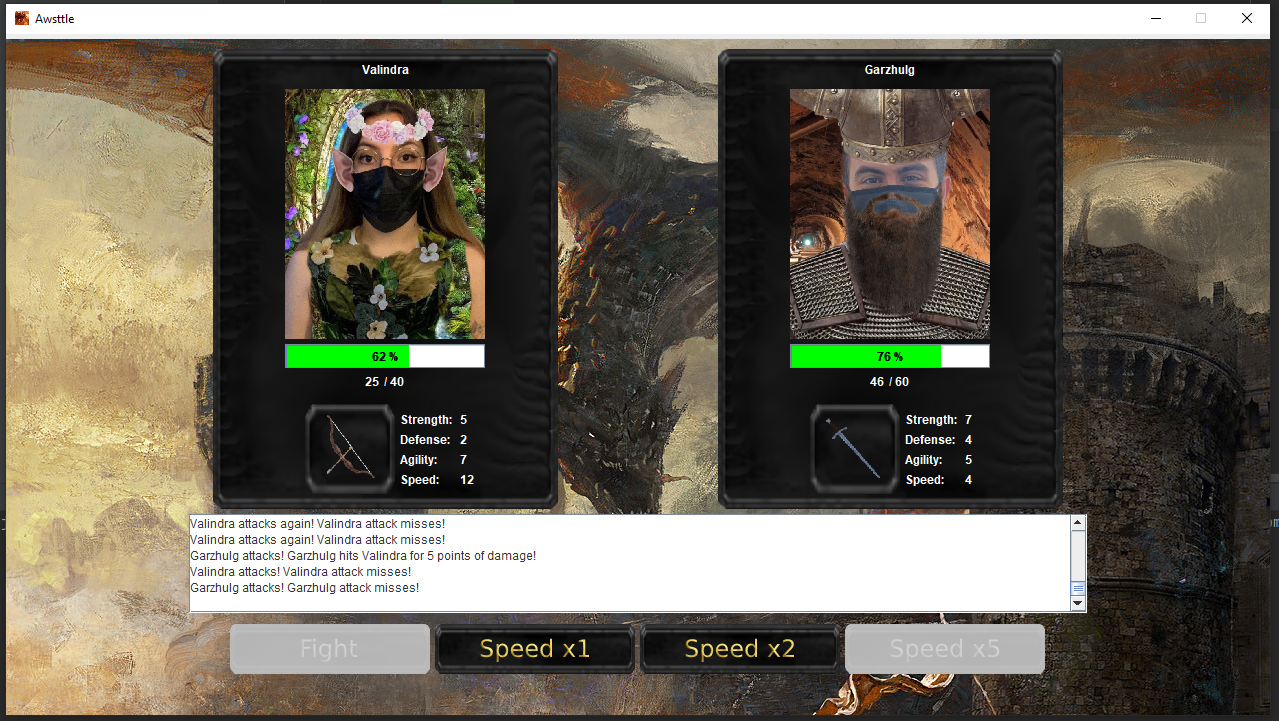 Awsttle
Valindra
Garzhulg
62 %
76 %
25 / 40
46 / 60
Strength: 5
Defense: 2
Agility: 7
Speed: 12
Strength: 7
Defense: 4
Agility: 5
Speed: 4
Valindra attacks again! Valindra attack misses!
Valindra attacks again! Valindra attack misses!
Garzhulg attacks! Garzhulg hits Valindra for 5 points of damage!
Valindra attacks! Valindra attack misses!
Garzhulg attacks! Garzhulg attack misses!
Fight
Speed x1
Speed x2
Speed x5